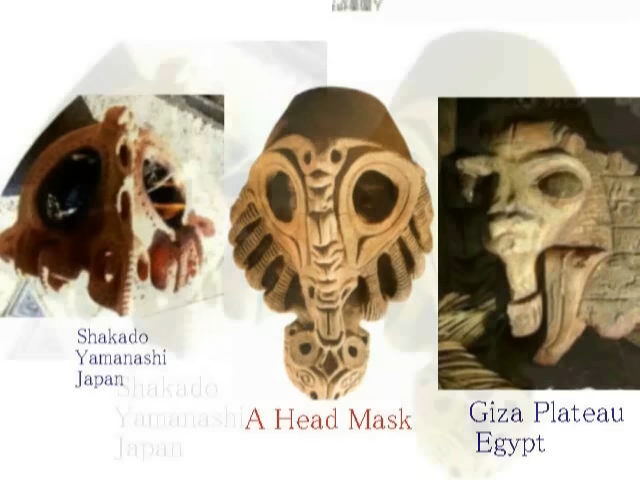 Shakado
Yamanashi
Japan
Shakado
Yamanashi
Japan
A Head Mask
Giza Plateau
Egypt